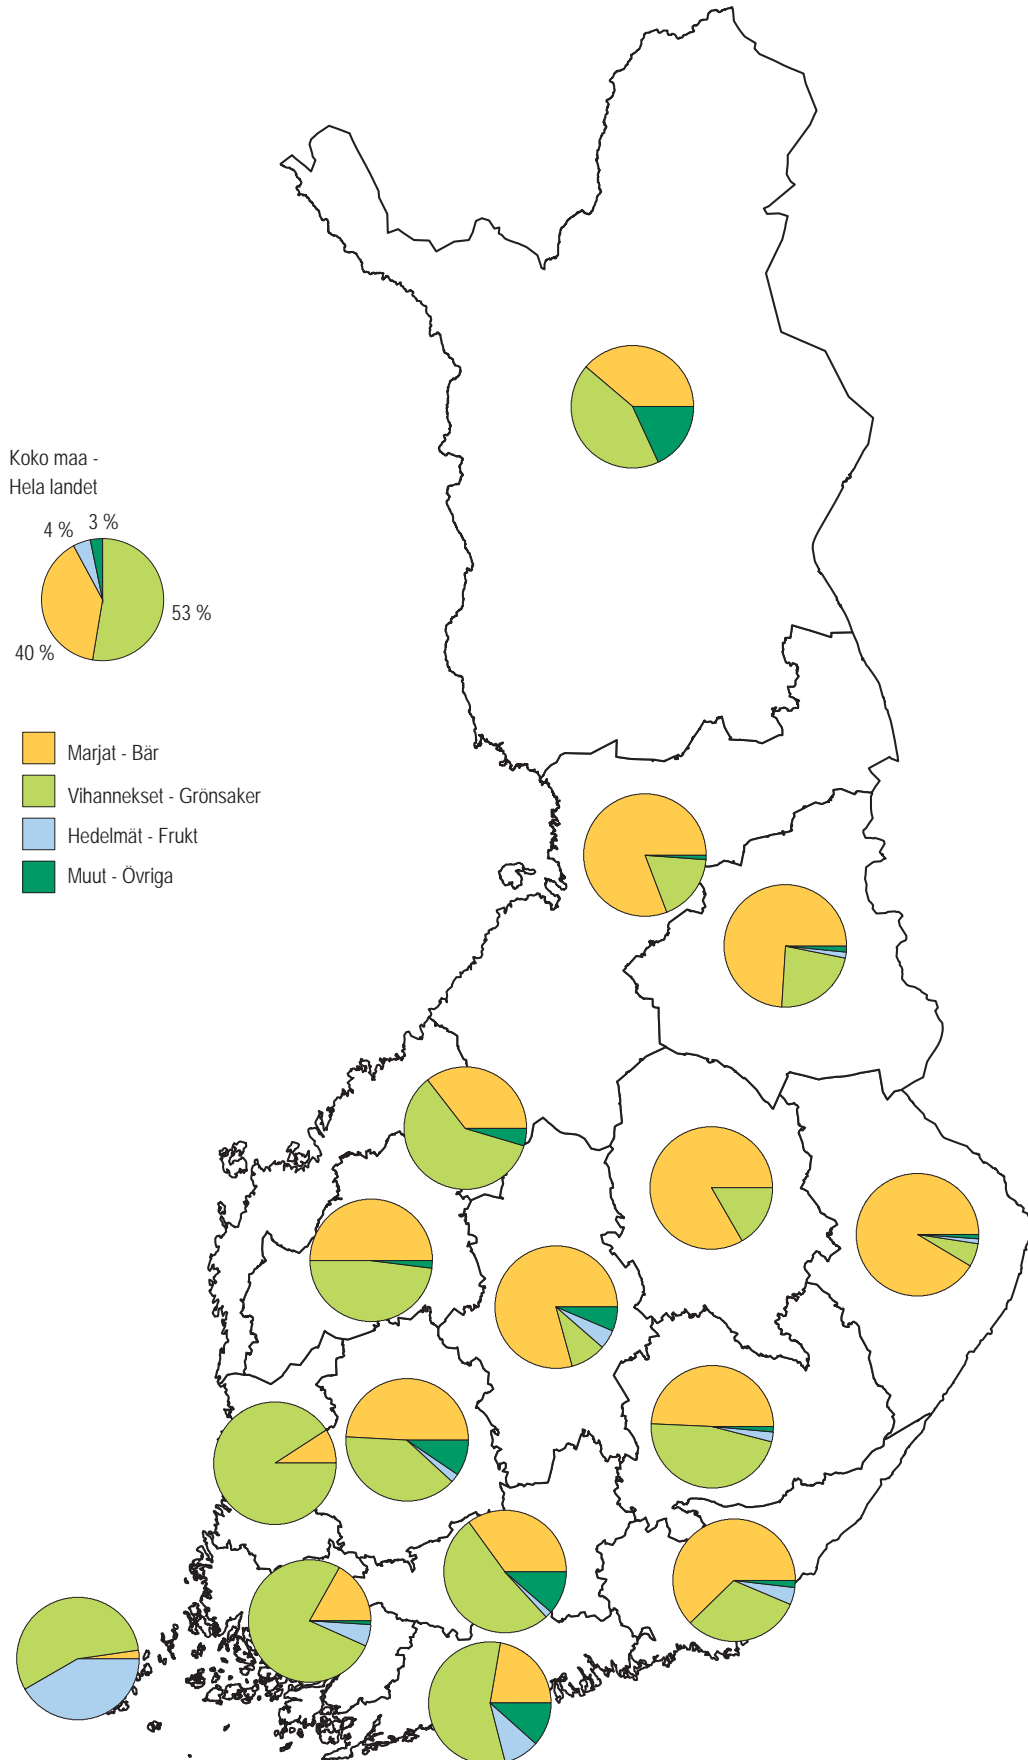 Koko maa -
Hela landet
4 % 3 %
53 %
40 %
Marjat - Bär
Vihannekset - Grönsaker
Hedelmät - Frukt
Muut - Övriga